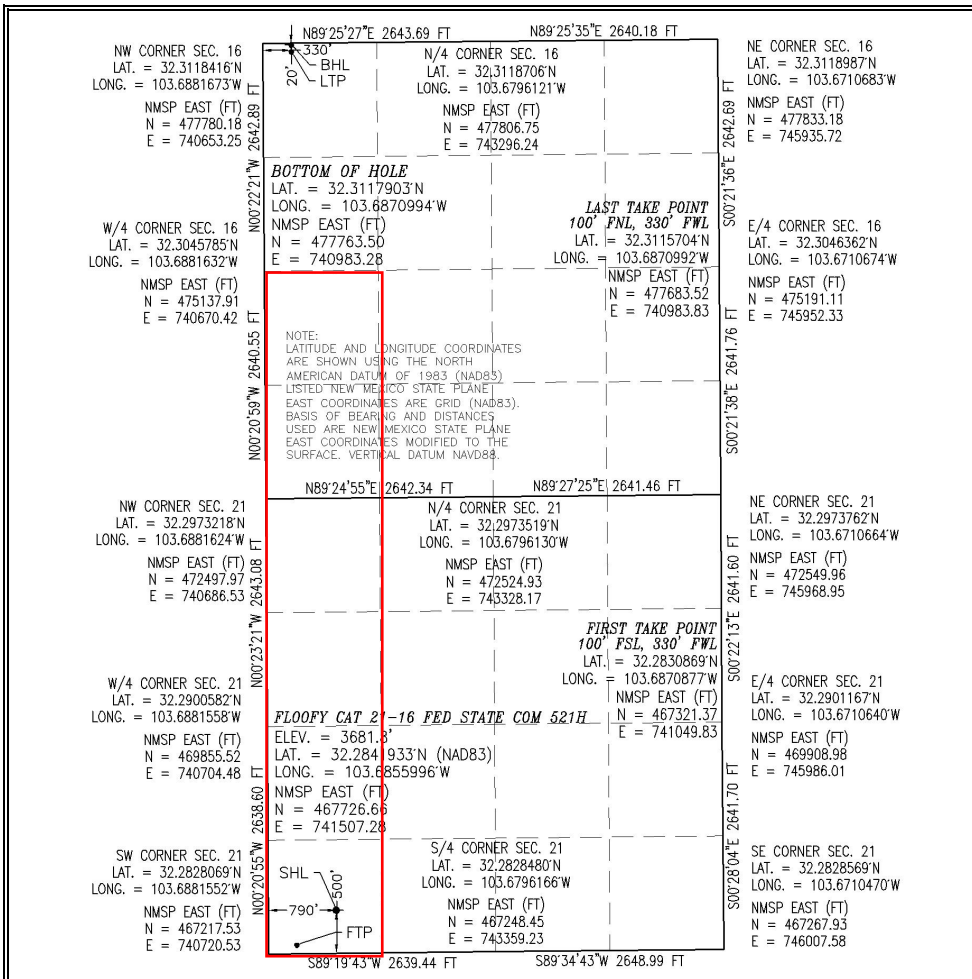 N89°25'27"E 2643.69 FT
N89°25'35"E 2640.18 FT
NW CORNER SEC. 16
LAT. = 32.3118416°N
LONG. = 103.6881673°W
NMSP EAST (FT)
N = 477780.18
E = 740653.25
330'
20'
BHL
LTP
N/4 CORNER SEC. 16
LAT. = 32.3118706°N
LONG. = 103.6796121°W
NMSP EAST (FT)
N = 477806.75
E = 743296.24
NE CORNER SEC. 16
LAT. = 32.3118987°N
LONG. = 103.6710683°W
NMSP EAST (FT)
N = 477833.18
E = 745935.72
N00°22'21"W 2642.89 FT
S00°21'36"E 2642.69 FT
BOTTOM OF HOLE
LAT. = 32.3117903°N
LONG. = 103.6870994°W
NMSP EAST (FT)
N = 477763.50
E = 740983.28
LAST TAKE POINT
100' FNL, 330' FWL
LAT. = 32.3115704°N
LONG. = 103.6870992°W
NMSP EAST (FT)
N = 477683.52
E = 740983.83
W/4 CORNER SEC. 16
LAT. = 32.3045785°N
LONG. = 103.6881632°W
NMSP EAST (FT)
N = 475137.91
E = 740670.42
E/4 CORNER SEC. 16
LAT. = 32.3046362°N
LONG. = 103.6710674°W
NMSP EAST (FT)
N = 475191.11
E = 745952.33
N00°20'59"W 2640.55 FT
S00°21'38"E 2641.76 FT
NOTE:
LATITUDE AND LONGITUDE COORDINATES
ARE SHOWN USING THE NORTH
AMERICAN DATUM OF 1983 (NAD83)
LISTED NEW MEXICO STATE PLANE
EAST COORDINATES ARE GRID (NAD83).
BASIS OF BEARING AND DISTANCES
USED ARE NEW MEXICO STATE PLANE
EAST COORDINATES MODIFIED TO THE
SURFACE. VERTICAL DATUM NAVD88.
N89°24'55"E 2642.34 FT
N89°27'25"E 2641.46 FT
NW CORNER SEC. 21
LAT. = 32.2973218°N
LONG. = 103.6881624°W
NMSP EAST (FT)
N = 472497.97
E = 740686.53
N/4 CORNER SEC. 21
LAT. = 32.2973519°N
LONG. = 103.6796130°W
NMSP EAST (FT)
N = 472524.93
E = 743328.17
NE CORNER SEC. 21
LAT. = 32.2973762°N
LONG. = 103.6710664°W
NMSP EAST (FT)
N = 472549.96
E = 745968.95
N00°23'21"W 2643.08 FT
S00°22'13"E 2641.60 FT
FIRST TAKE POINT
100' FSL, 330' FWL
LAT. = 32.2830869°N
LONG. = 103.6870877°W
NMSP EAST (FT)
N = 467321.37
E = 741049.83
W/4 CORNER SEC. 21
LAT. = 32.2900582°N
LONG. = 103.6881558°W
NMSP EAST (FT)
N = 469855.52
E = 740704.48
E/4 CORNER SEC. 21
LAT. = 32.2901167°N
LONG. = 103.6710640°W
NMSP EAST (FT)
N = 469908.98
E = 745986.01
FLOOFY CAT 21-16 FED STATE COM 521H
ELEV. = 3681.8'
LAT. = 32.2841933°N (NAD83)
LONG. = 103.6855996°W
NMSP EAST (FT)
N = 467726.66
E = 741507.28
N00°20'55"W 2638.60 FT
S00°28'04"E 2641.70 FT
SW CORNER SEC. 21
LAT. = 32.2828069°N
LONG. = 103.6881552°W
NMSP EAST (FT)
N = 467217.53
E = 740720.53
SHL
500'
790'
FTP
S/4 CORNER SEC. 21
LAT. = 32.2828480°N
LONG. = 103.6796166°W
NMSP EAST (FT)
N = 467248.45
E = 743359.23
SE CORNER SEC. 21
LAT. = 32.2828569°N
LONG. = 103.6710470°W
NMSP EAST (FT)
N = 467267.93
E = 746007.58
S89°19'43"W 2639.44 FT
S89°34'43"W 2648.99 FT